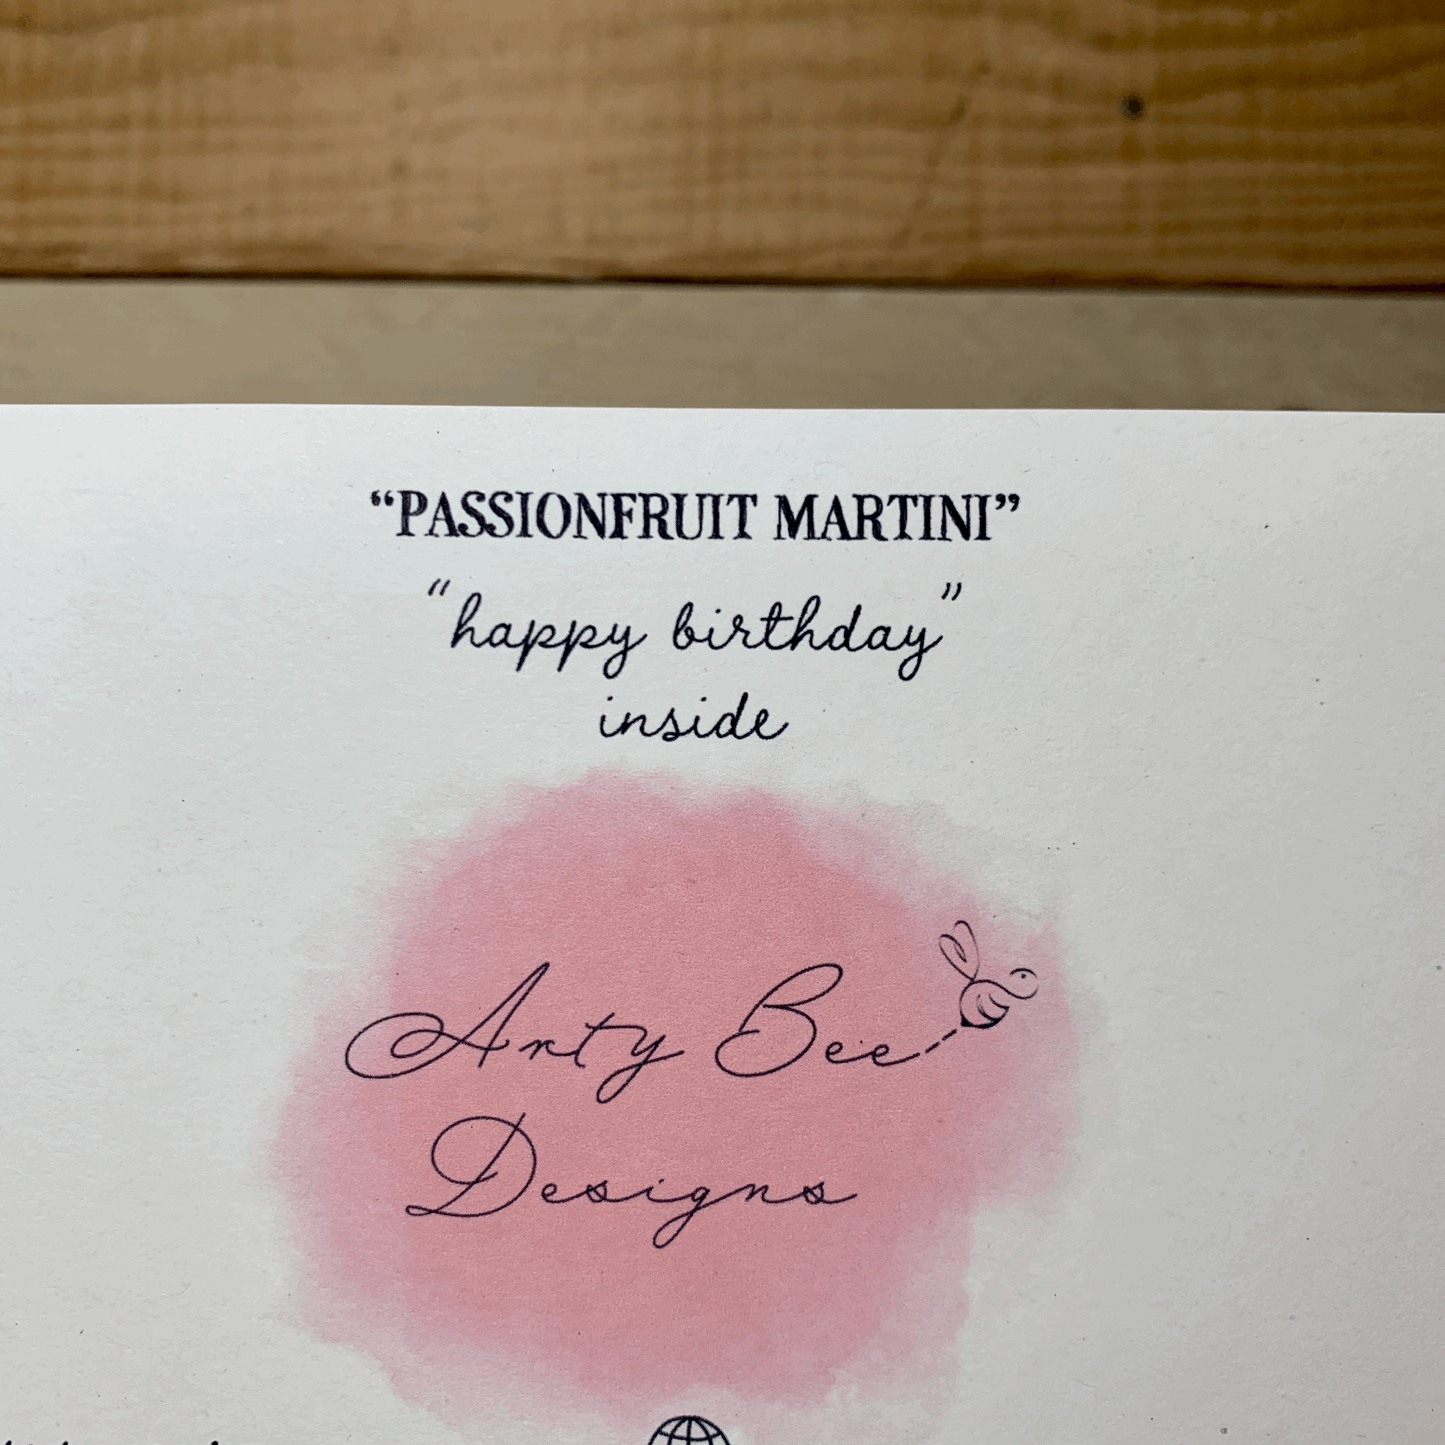 “PASSIONFRUIT MARTINI”
“happy birthday”
inside
Arty Bee
Designs